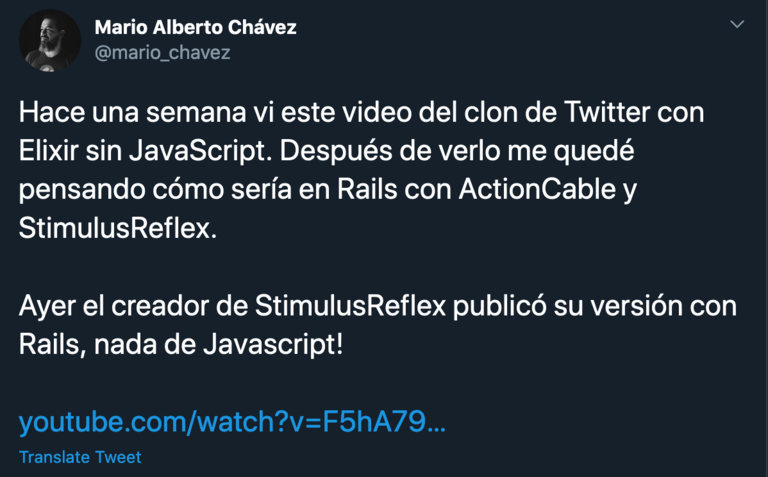 Mario Alberto Chávez
@mario_chavez
Hace una semana vi este video del clon de Twitter con
Elixir sin JavaScript. Después de verlo me quedé
pensando cómo sería en Rails con ActionCable y
StimulusReflex.
Ayer el creador de StimulusReflex publicó su versión con
Rails, nada de Javascript!
youtube.com/watch?v=F5hA79...
Translate Tweet